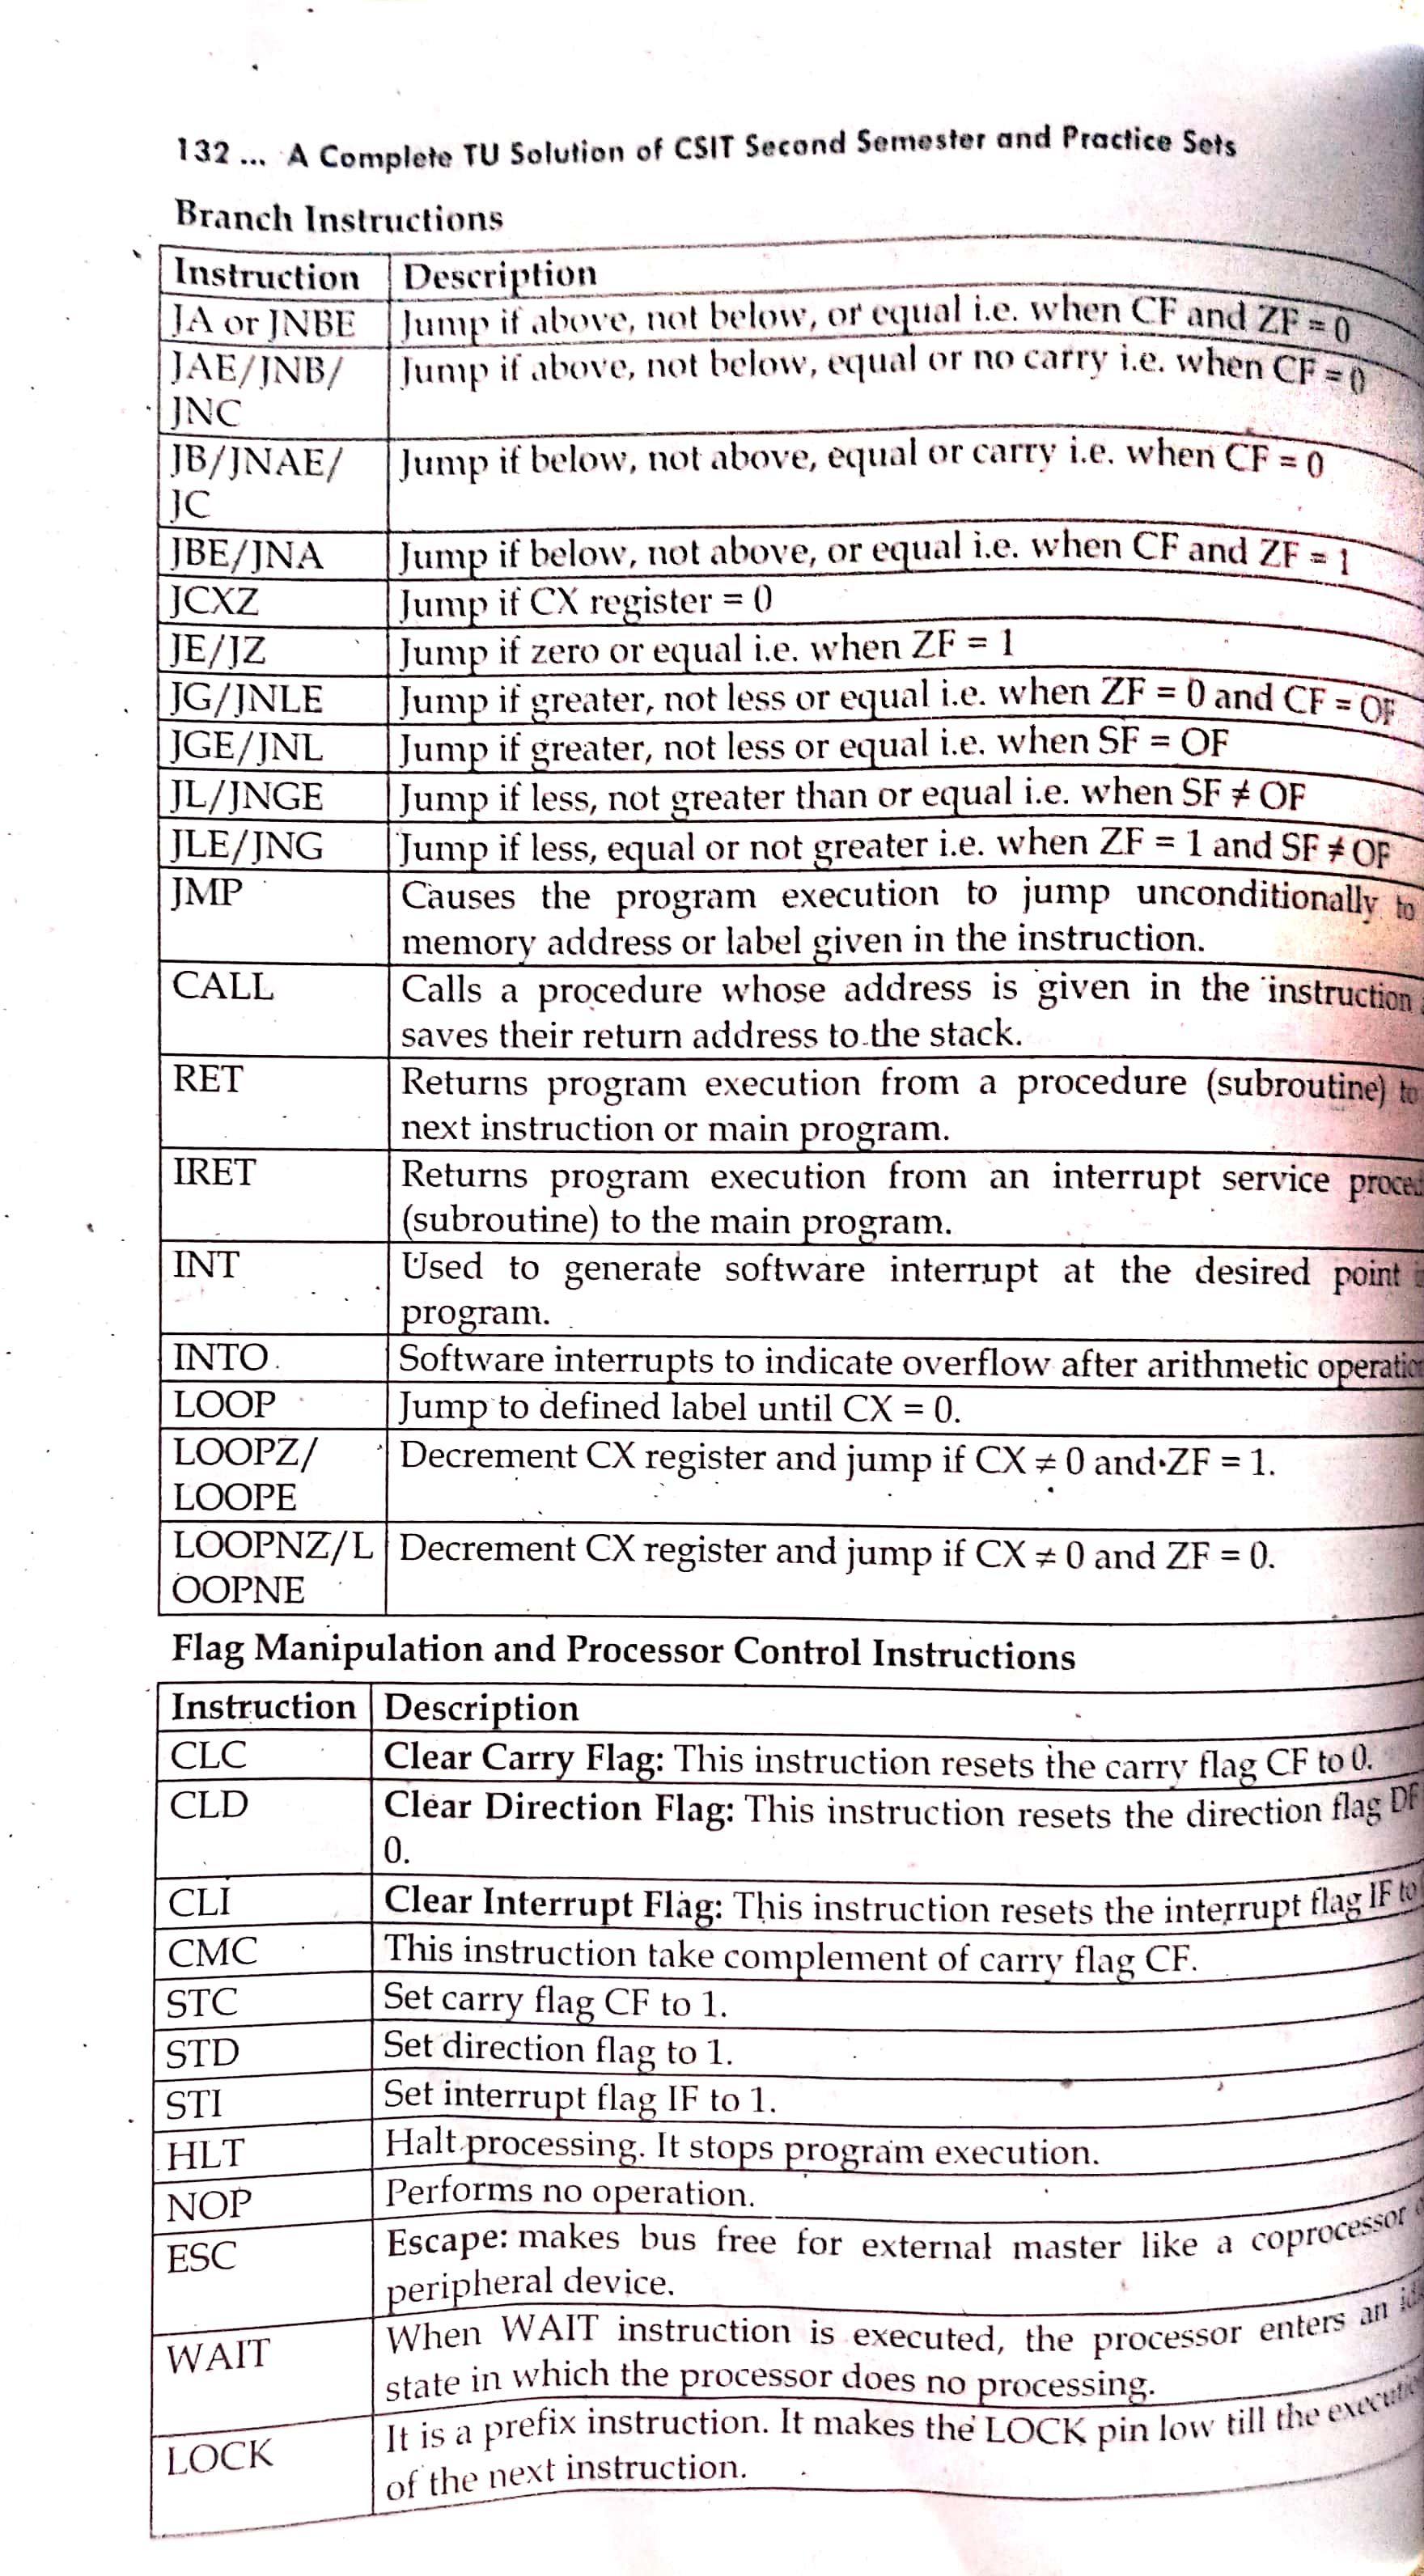 132 ... A Complete TU Solution of CSIT Second Semester and Practice Sets
Branch Instructions
Instruction Description
JA or JNBE Jump if above, not below, or equal i.e. when CF and ZF = 0
JAE/JNB/ Jump if above, not below, equal or no carry i.e. when CF = 0
JNC
JB/JNAE/ Jump if below, not above, equal or carry i.e. when CF = 0
JC
JBE/JNA Jump if below, not above, or equal i.e. when CF and ZF = 1
JCXZ Jump if CX register = 0
JE/JZ Jump if zero or equal i.e. when ZF = 1
JG/JNLE Jump if greater, not less or equal i.e. when ZF = 0 and CF = OF
JGE/JNL Jump if greater, not less or equal i.e. when SF = OF
JL/JNGE Jump if less, not greater than or equal i.e. when SF ≠ OF
JLE/JNG Jump if less, equal or not greater i.e. when ZF = 1 and SF ≠ OF
JMP Causes the program execution to jump unconditionally to
memory address or label given in the instruction.
CALL Calls a procedure whose address is given in the instruction
saves their return address to the stack.
RET Returns program execution from a procedure (subroutine) to
next instruction or main program.
IRET Returns program execution from an interrupt service
(subroutine) to the main program.
INT Used to generate software interrupt at the desired point
program.
INTO Software interrupts to indicate overflow after arithmetic
LOOP Jump to defined label until CX = 0.
LOOPZ/ Decrement CX register and jump if CX ≠ 0 and ZF = 1.
LOOPE
LOOPNZ/L Decrement CX register and jump if CX ≠ 0 and ZF = 0.
OOPNE
Flag Manipulation and Processor Control Instructions
Instruction Description
CLC Clear Carry Flag: This instruction resets the carry flag CF to 0.
CLD Clear Direction Flag: This instruction resets the direction flag DF
0.
CLI Clear Interrupt Flag: This instruction resets the interrupt flag IF to
CMC This instruction take complement of carry flag CF.
STC Set carry flag CF to 1.
STD Set direction flag to 1.
STI Set interrupt flag IF to 1.
HLT Halt processing. It stops program execution.
NOP Performs no operation.
ESC Escape: makes bus free for external master like a coprocessor
peripheral device.
WAIT When WAIT instruction is executed, the processor enters an
state in which the processor does no processing.
LOCK It is a prefix instruction. It makes the LOCK pin low till the
of the next instruction.